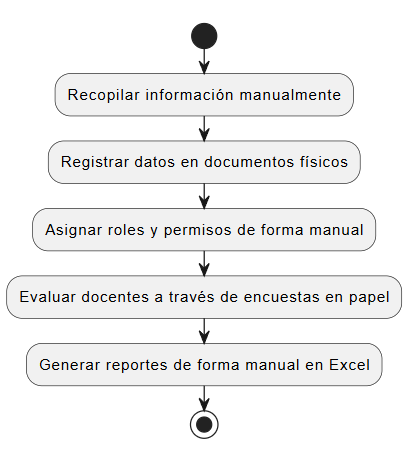 Recopilar información manualmente
Registrar datos en documentos físicos
Asignar roles y permisos de forma manual
Evaluar docentes a través de encuestas en papel
Generar reportes de forma manual en Excel